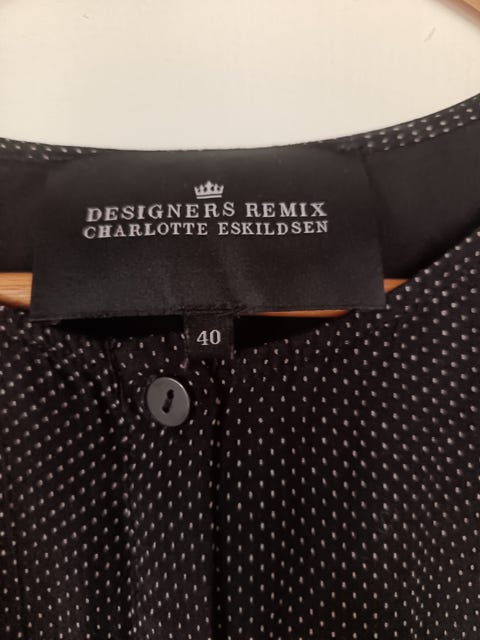 DESIGNERS REMIX
CHARLOTTE ESKILDSEN
40